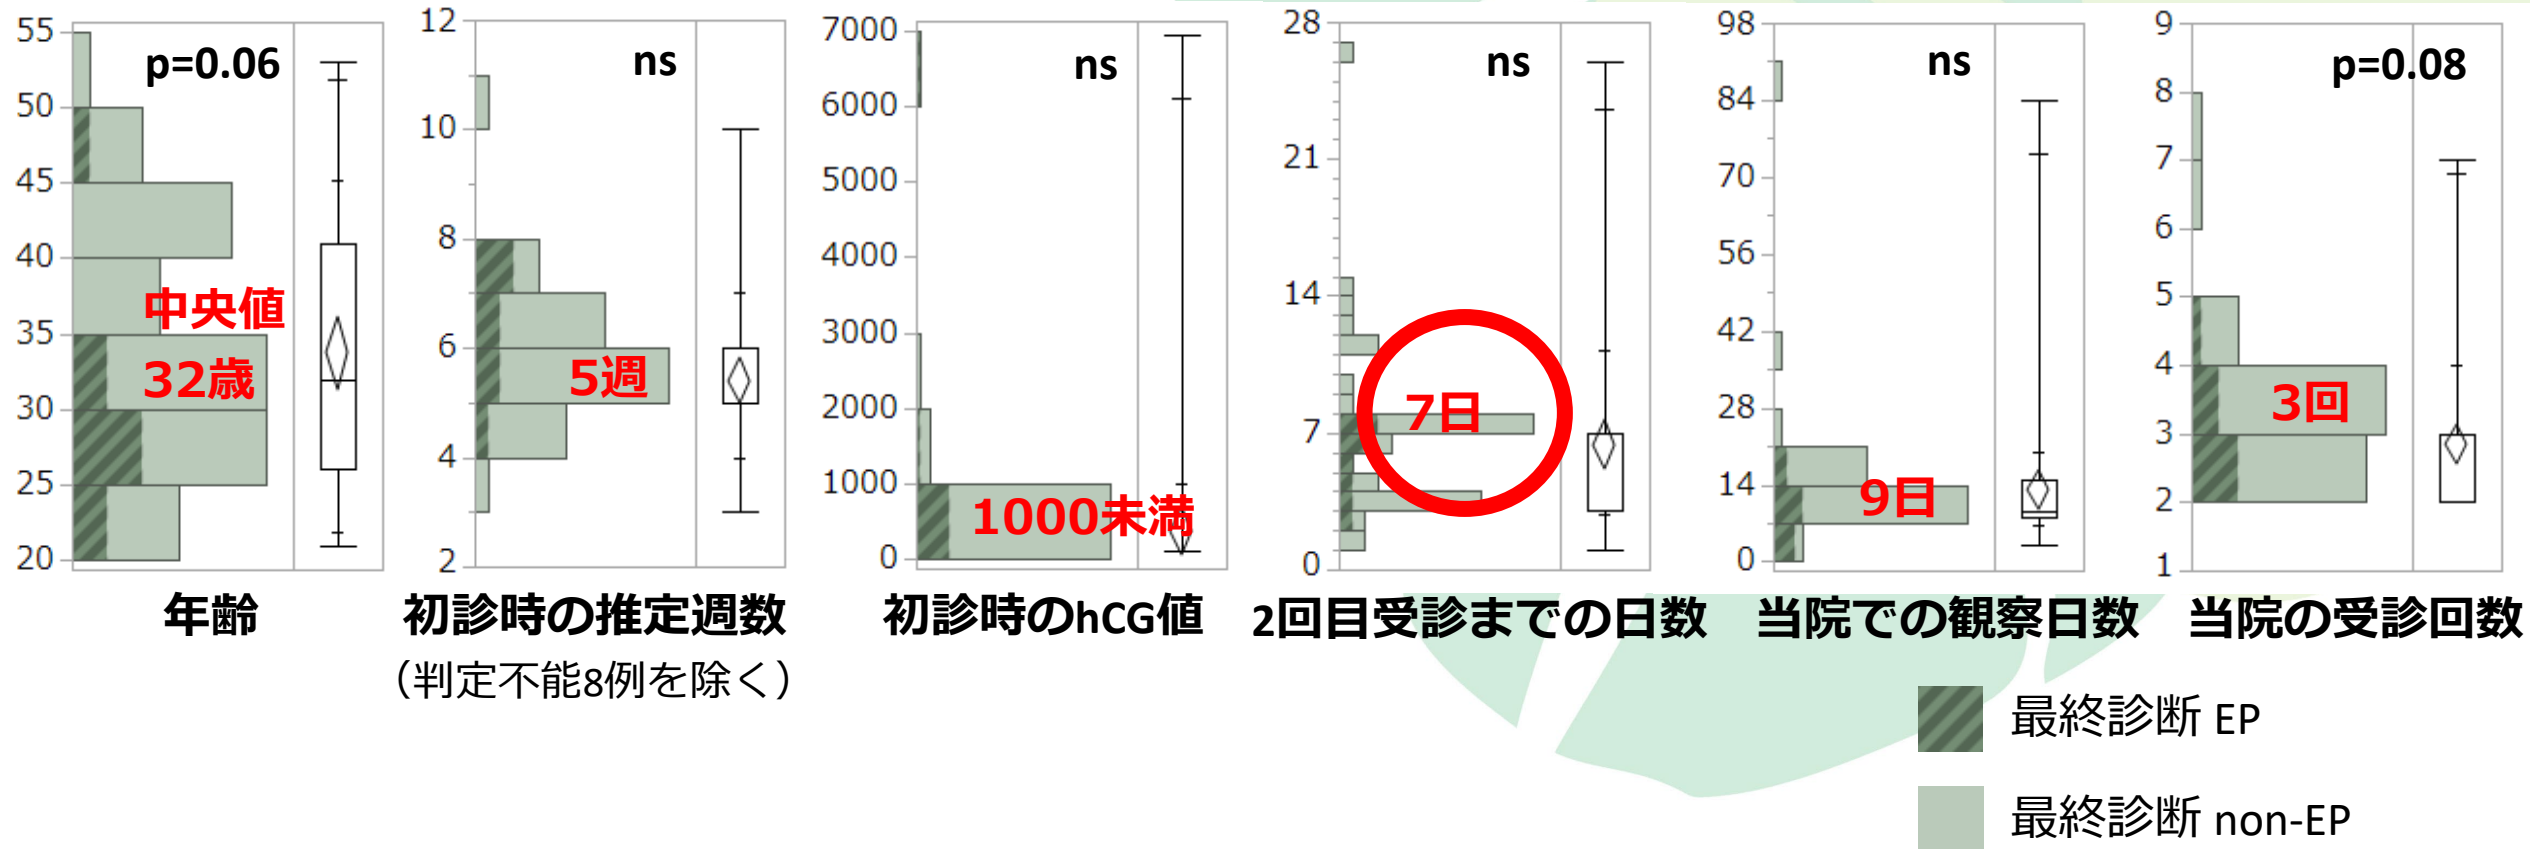 55
50
45
40
35
30
25
20
p=0.06
中央値
32歳
年齢
12
10
8
6
4
2
ns
5週
初診時の推定週数
（判定不能8例を除く）
7000
6000
5000
4000
3000
2000
1000
0
ns
1000未満
初診時のhCG値
28
21
14
7
0
ns
7日
2回目受診までの日数
98
84
70
56
42
28
14
0
ns
9日
当院での観察日数
9
8
7
6
5
4
3
2
1
p=0.08
3回
当院の受診回数
最終診断 EP
最終診断 non-EP